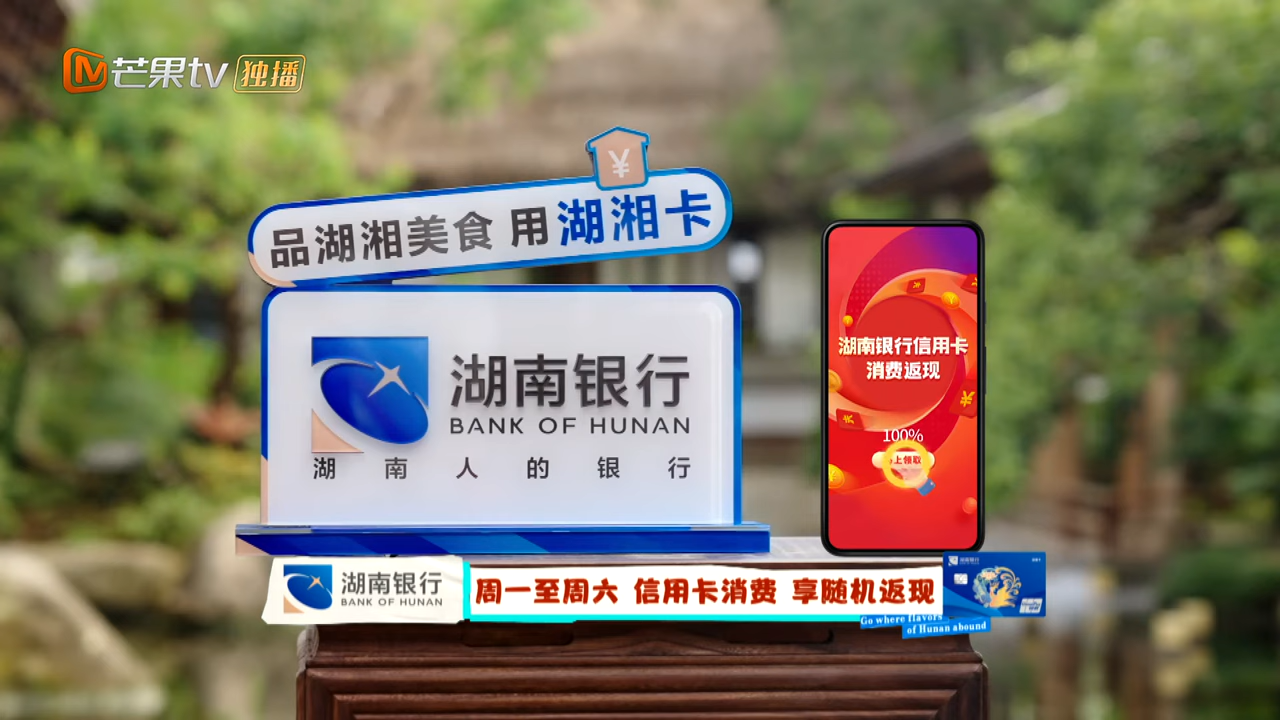 芒果tv 独播
¥
品湖湘美食 用湖湘卡
湖南银行
BANK OF HUNAN
湖南人的银行
湖南银行信用卡
消费返现
100%
上领取
湖南银行
BANK OF HUNAN
周一至周六 信用卡消费 享随机返现
Go where flavors
of Hunan abound